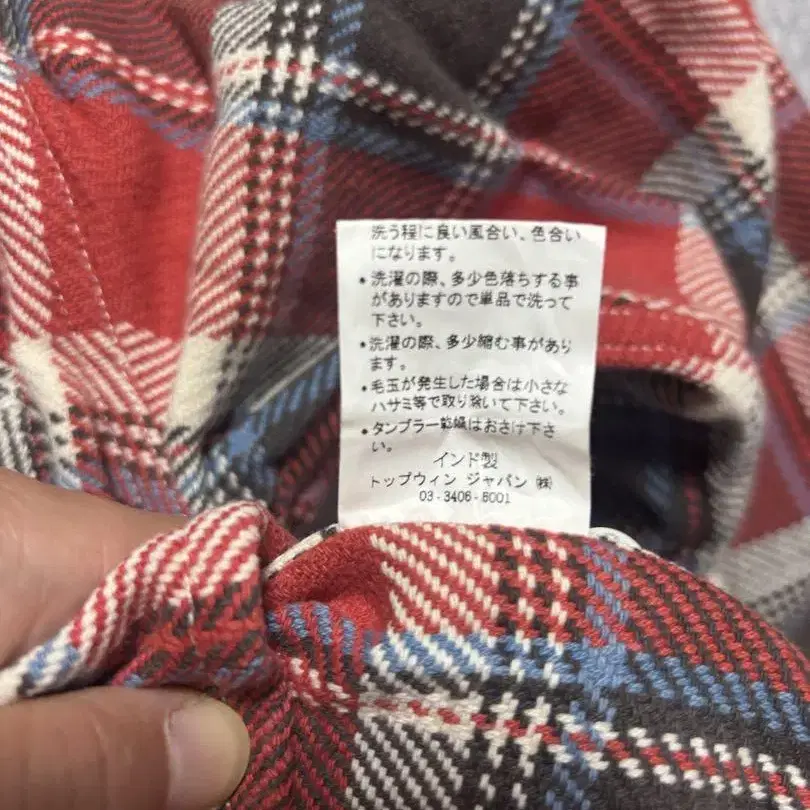 洗う程に良い風合い、色合い
になります。
•洗濯の際、多少色落ちする事
がありますので単品で洗って
下さい。
•洗濯の際、多少縮む事があり
ます。
•毛玉が発生した場合は小さな
ハサミ等で取り除いて下さい。
•タンブラー乾燥はおさけ下さ
い。
インド製
トップウィン ジャパン ㈱
03-3406-6001